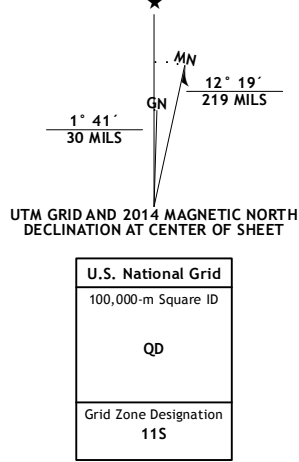 MN
12° 19´
219 MILS
GN
1° 41´
30 MILS
UTM GRID AND 2014 MAGNETIC NORTH
DECLINATION AT CENTER OF SHEET
U.S. National Grid
100,000-m Square ID
QD
Grid Zone Designation
11S